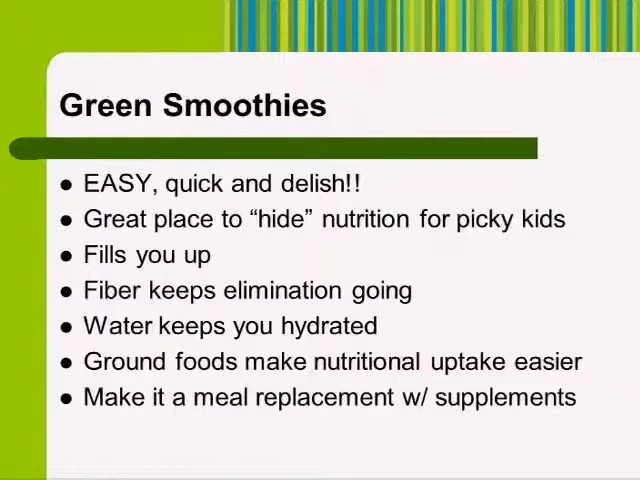 Green Smoothies
● EASY, quick and delish!!
● Great place to “hide” nutrition for picky kids
● Fills you up
● Fiber keeps elimination going
● Water keeps you hydrated
● Ground foods make nutritional uptake easier
● Make it a meal replacement w/ supplements